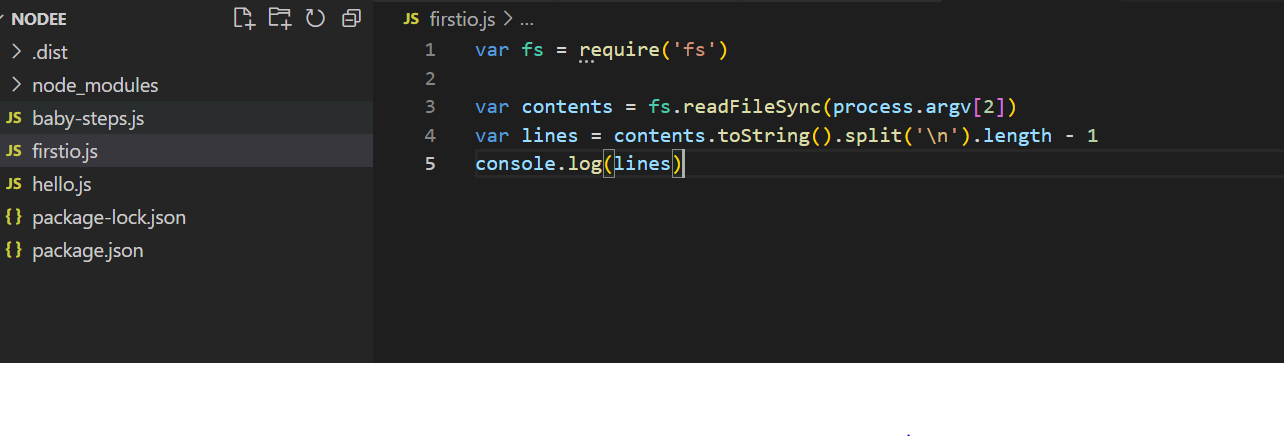 NODEE
.dist
node_modules
JS baby-steps.js
JS firstio.js
JS hello.js
{} package-lock.json
{} package.json
JS firstio.js > ...
1 var fs = require('fs')
2
3 var contents = fs.readFileSync(process.argv[2])
4 var lines = contents.toString().split('\n').length - 1
5 console.log(lines)